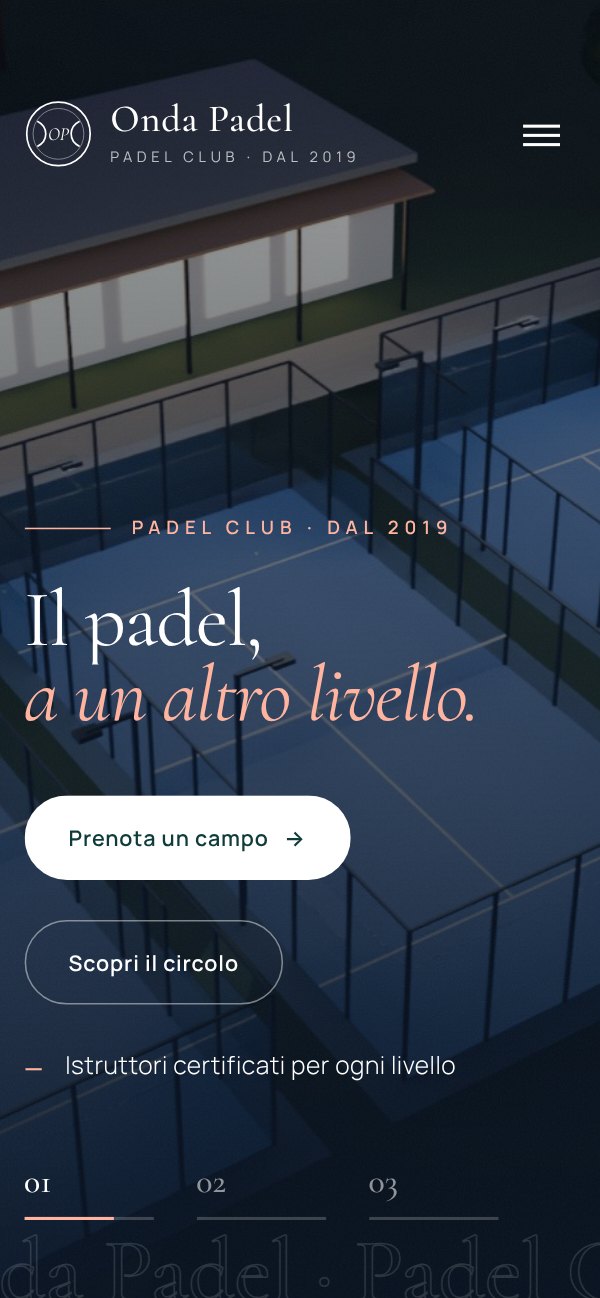 OP
Onda Padel
PADEL CLUB · DAL 2019
PADEL CLUB · DAL 2019
Il padel,
a un altro livello.
Prenota un campo →
Scopri il circolo
– Istruttori certificati per ogni livello
01 02 03
da Padel · Padel C